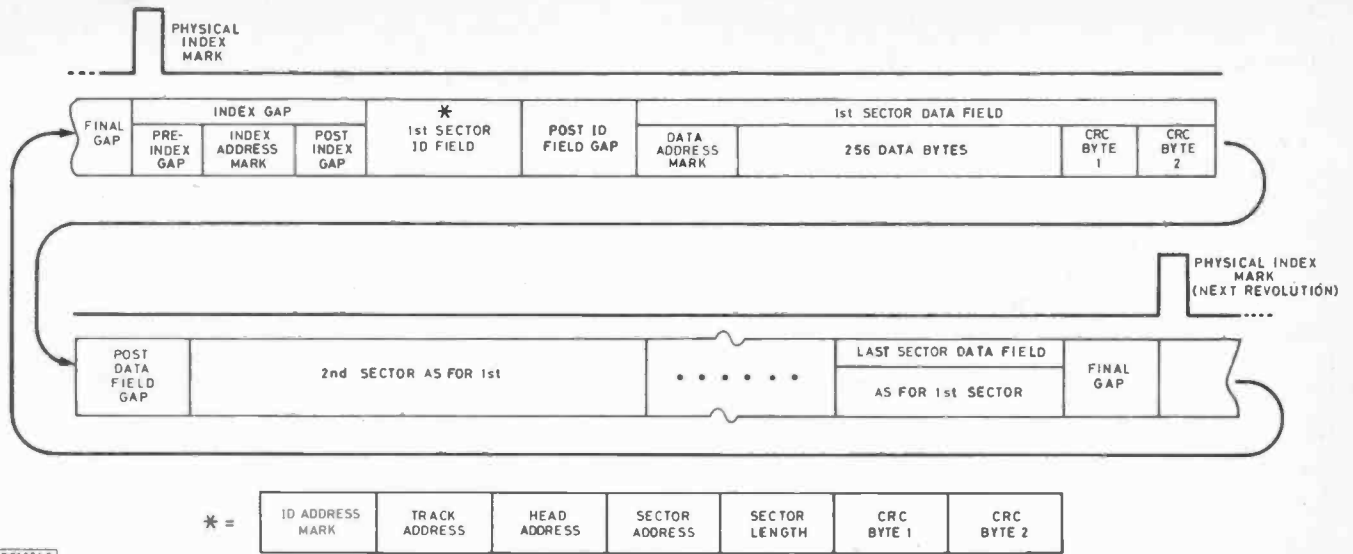 PHYSICAL
INDEX
MARK
FINAL
GAP
INDEX GAP
PRE-
INDEX
GAP
INDEX
ADDRESS
MARK
POST
INDEX
GAP
*
1st SECTOR
ID FIELD
POST ID
FIELD GAP
1st SECTOR DATA FIELD
DATA
ADDRESS
MARK
256 DATA BYTES
CRC
BYTE
1
CRC
BYTE
2
PHYSICAL INDEX
MARK
(NEXT REVOLUTION)
POST
DATA
FIELD
GAP
2nd SECTOR AS FOR 1st
• • • • • •
LAST SECTOR DATA FIELD
AS FOR 1st SECTOR
FINAL
GAP
* =
ID ADDRESS
MARK
TRACK
ADDRESS
HEAD
ADDRESS
SECTOR
ADDRESS
SECTOR
LENGTH
CRC
BYTE 1
CRC
BYTE 2